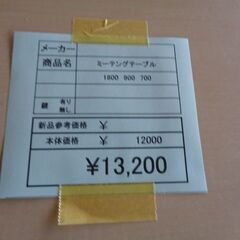 メーカー
商品名 ミーテングテーブル
1800 900 700
鍵 有り 無し
新品参考価格 ¥
本体価格 ¥ 12000
¥13,200